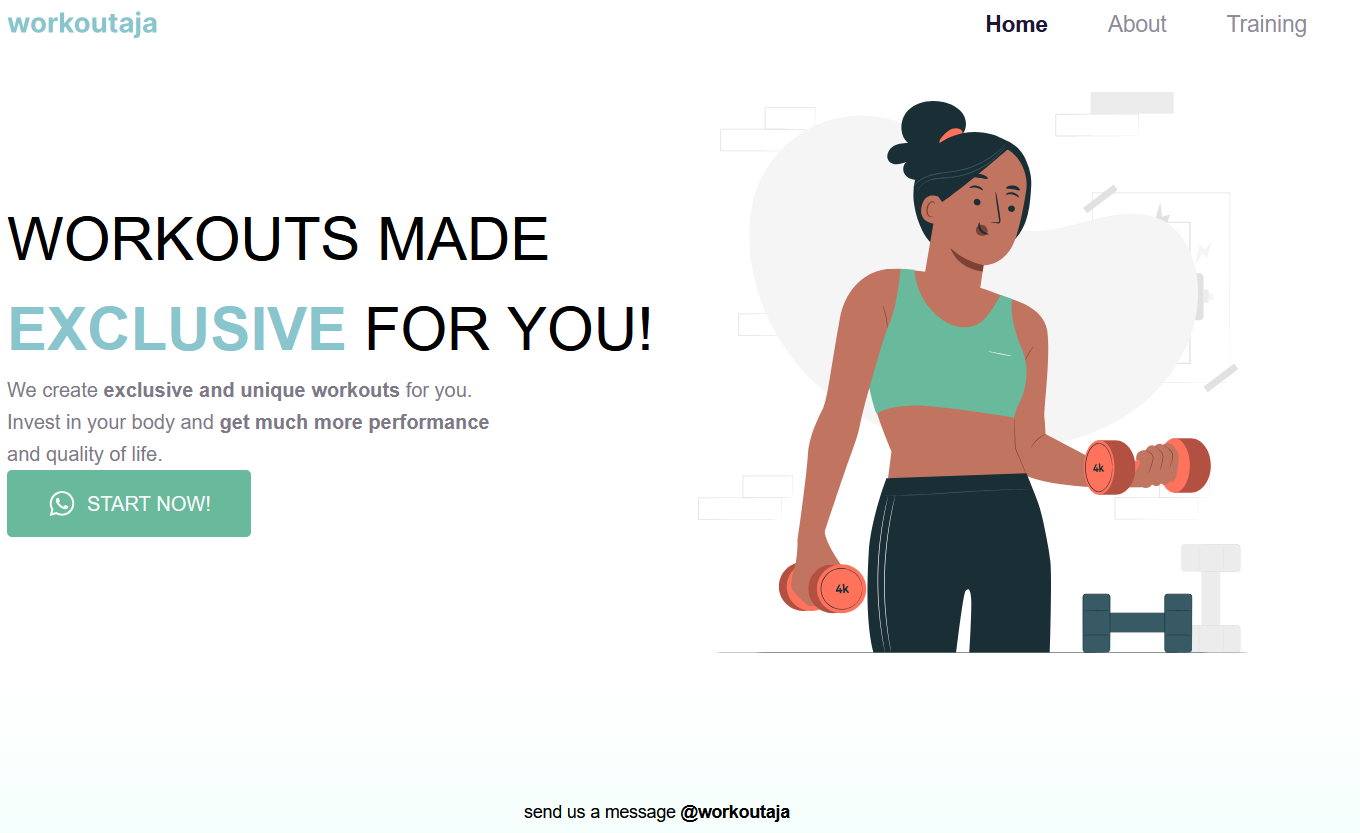 workoutaja
Home About Training
WORKOUTS MADE
EXCLUSIVE FOR YOU!
We create exclusive and unique workouts for you.
Invest in your body and get much more performance
and quality of life.
START NOW!
4k
4k
send us a message @workoutaja